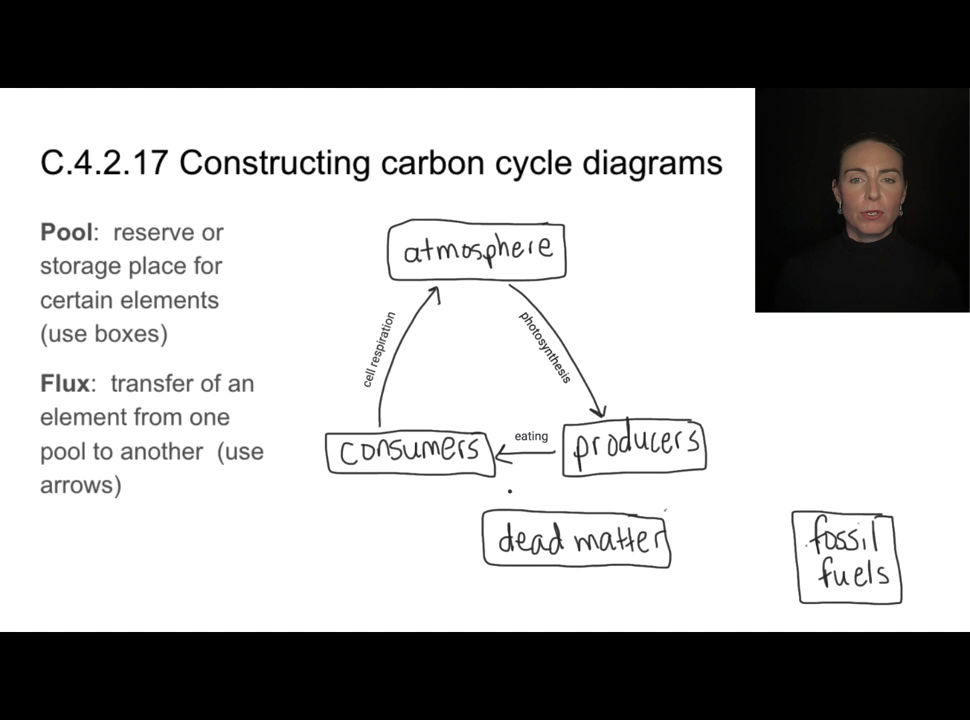 C.4.2.17 Constructing carbon cycle diagrams
Pool: reserve or
storage place for
certain elements
(use boxes)
Flux: transfer of an
element from one
pool to another (use
arrows)
atmosphere
cell respiration
photosynthesis
consumers
eating
producers
dead matter
fossil
fuels